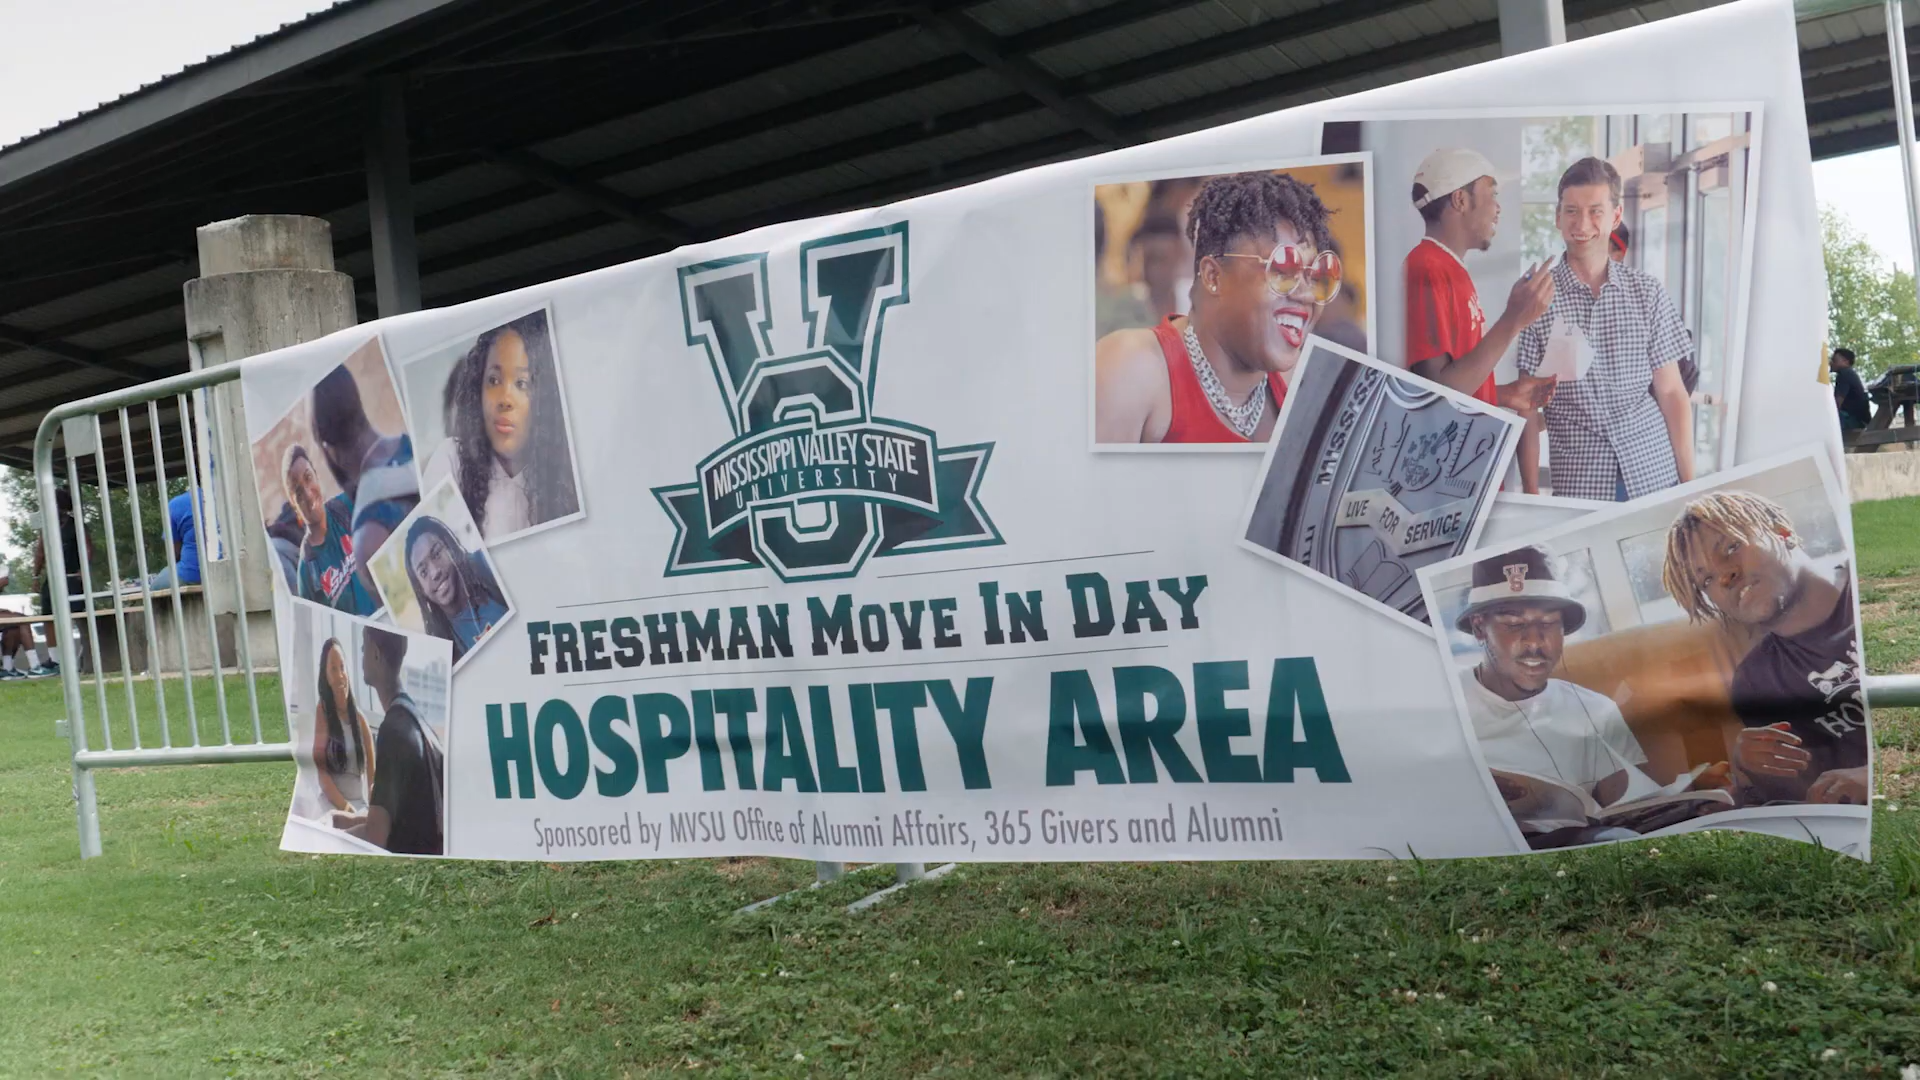 MISSISSIPPI VALLEY STATE
UNIVERSITY
FRESHMAN MOVE IN DAY
HOSPITALITY AREA
Sponsored by MVSU Office of Alumni Affairs, 365 Givers and Alumni
LIVE FOR SERVICE